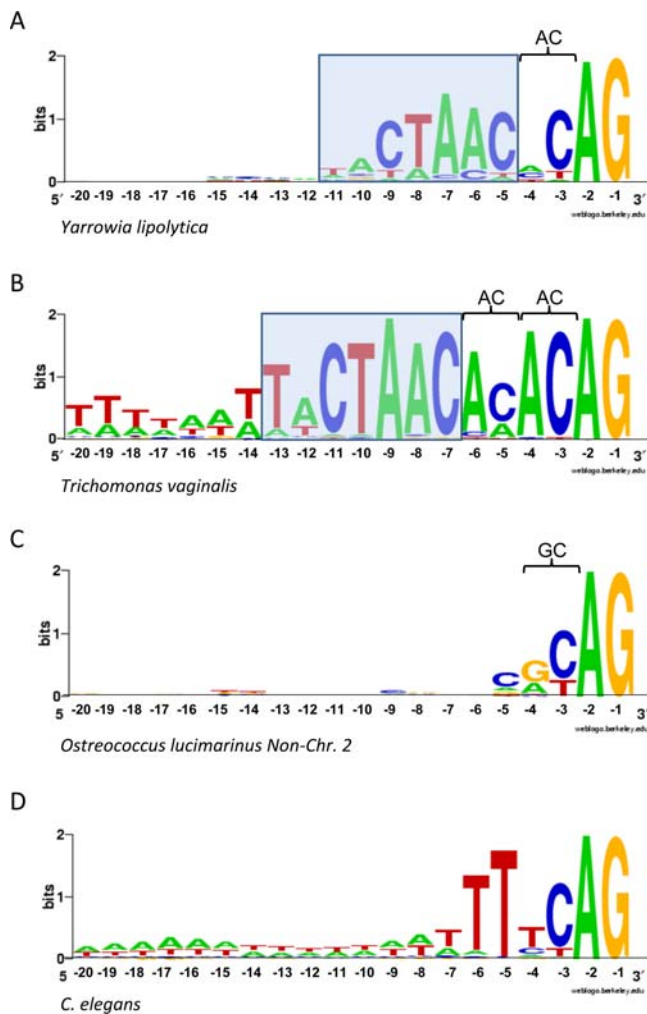 A
AC
2
1
bits
0
CTAAC CAG
5′ -20 -19 -18 -17 -16 -15 -14 -13 -12 -11 -10 -9 -8 -7 -6 -5 -4 -3 -2 -1 3′
weblogo.berkeley.edu
Yarrowia lipolytica
B
AC AC
2
1
bits
0
TTTTAATTACTAACACACAG
5′ -20 -19 -18 -17 -16 -15 -14 -13 -12 -11 -10 -9 -8 -7 -6 -5 -4 -3 -2 -1 3′
weblogo.berkeley.edu
Trichomonas vaginalis
C
GC
2
1
bits
0
CGCAG
5 -20 -19 -18 -17 -16 -15 -14 -13 -12 -11 -10 -9 -8 -7 -6 -5 -4 -3 -2 -1 3′
weblogo.berkeley.edu
Ostreococcus lucimarinus Non-Chr. 2
D
2
1
bits
0
TTTTCAG
5′ -20 -19 -18 -17 -16 -15 -14 -13 -12 -11 -10 -9 -8 -7 -6 -5 -4 -3 -2 -1 3′
weblogo.berkeley.edu
C. elegans